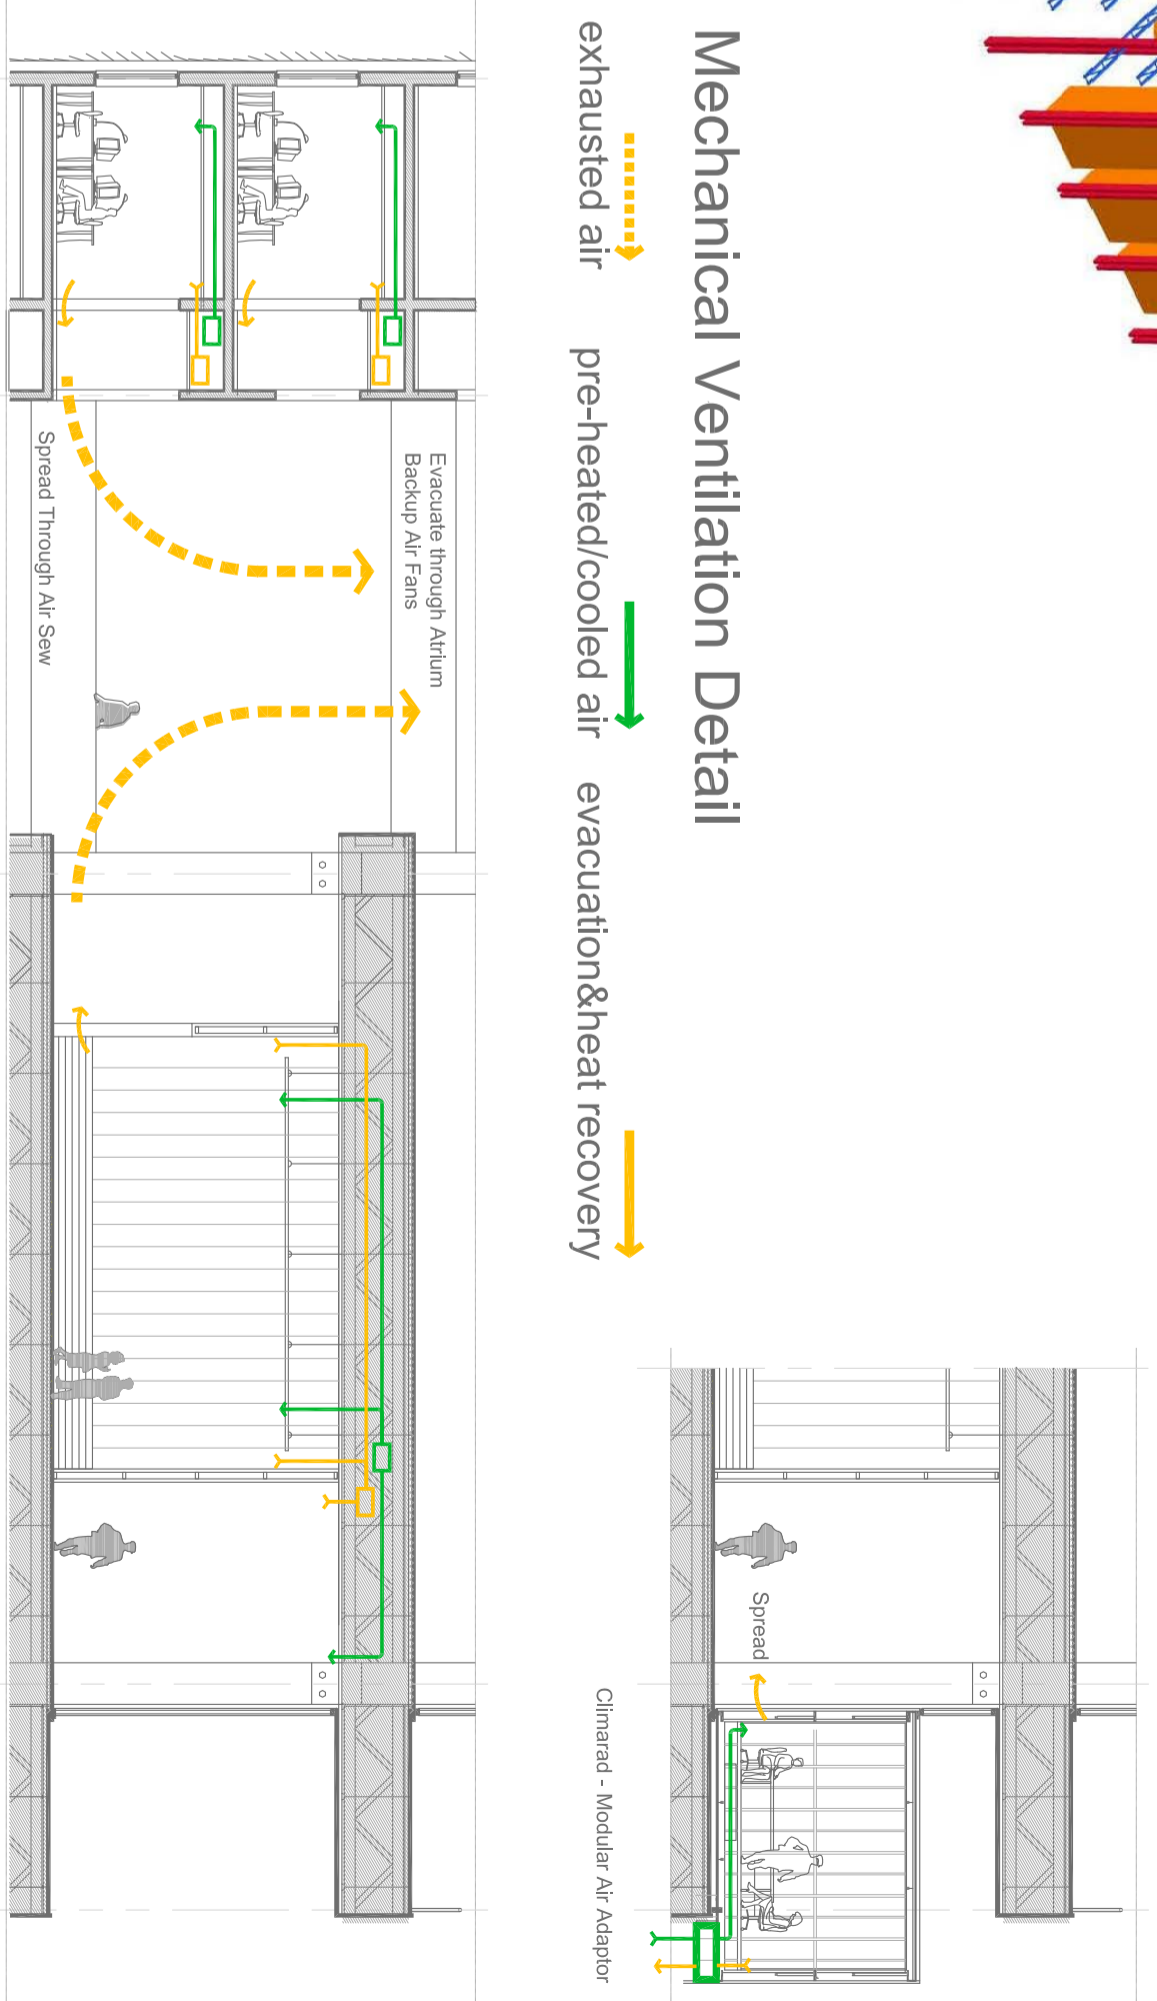 Mechanical Ventilation Detail
exhausted air
pre-heated/cooled air
evacuation&heat recovery
Evacuate through Atrium
Backup Air Fans
Spread Through Air Sew
Spread
Climarad - Modular Air Adaptor